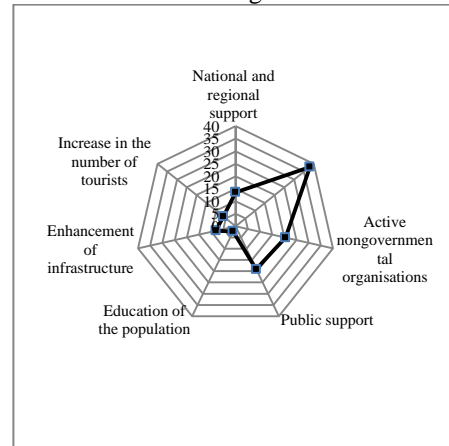 National and
regional
support
40
35
30
25
20
15
10
5
Increase in the
number of
tourists
Active
nongovernmen
tal
organisations
Enhancement
of
infrastructure
Education of
the population
Public support